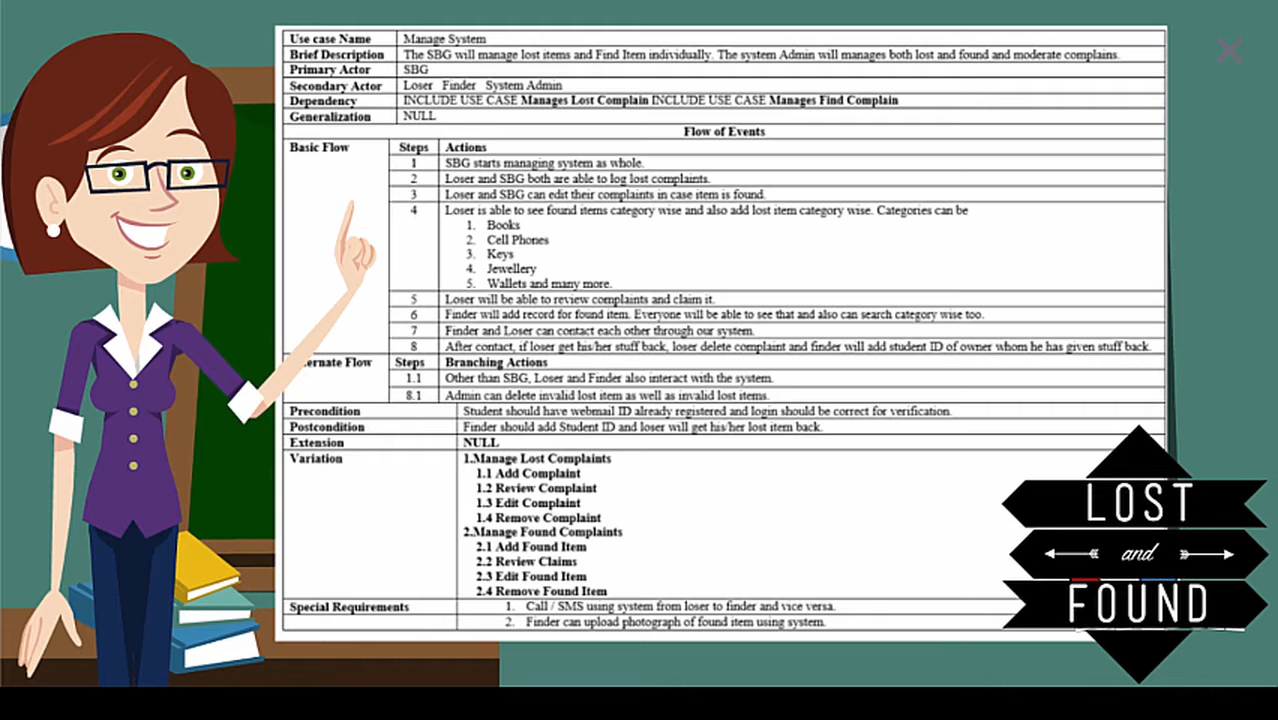 Use case Name Manage System
Brief Description The SBG will manage lost items and Find Item individually. The system Admin will manages both lost and found and moderate complains.
Primary Actor SBG
Secondary Actor Loser Finder System Admin
Dependency INCLUDE USE CASE Manages Lost Complain INCLUDE USE CASE Manages Find Complain
Generalization NULL
Flow of Events
Basic Flow Steps Actions
1 SBG starts managing system as whole.
2 Loser and SBG both are able to log lost complaints.
3 Loser and SBG can edit their complaints in case item is found.
4 Loser is able to see found items category wise and also add lost item category wise. Categories can be
1. Books
2. Cell Phones
3. Keys
4. Jewellery
5. Wallets and many more.
5 Loser will be able to review complaints and claim it.
6 Finder will add record for found item. Everyone will be able to see that and also can search category wise too.
7 Finder and Loser can contact each other through our system.
8 After contact, if loser get his/her stuff back, loser delete complaint and finder will add student ID of owner whom he has given stuff back.
ernate Flow Steps Branching Actions
1.1 Other than SBG, Loser and Finder also interact with the system.
8.1 Admin can delete invalid lost item as well as invalid lost items.
Precondition Student should have webmail ID already registered and login should be correct for verification.
Postcondition Finder should add Student ID and loser will get his/her lost item back.
Extension NULL
Variation 1.Manage Lost Complaints
1.1 Add Complaint
1.2 Review Complaint
1.3 Edit Complaint
1.4 Remove Complaint
2.Manage Found Complaints
2.1 Add Found Item
2.2 Review Claims
2.3 Edit Found Item
2.4 Remove Found Item
Special Requirements 1. Call / SMS using system from loser to finder and vice versa.
2. Finder can upload photograph of found item using system.
LOST
and
FOUND